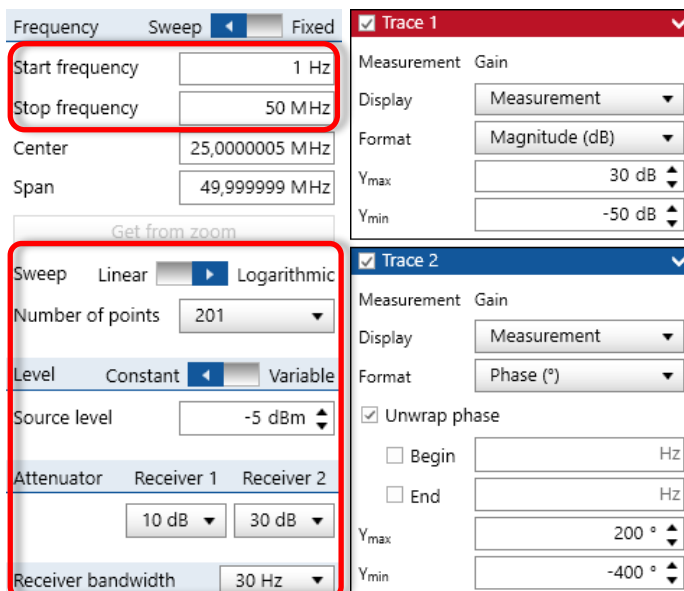 Frequency Sweep Fixed
Start frequency 1 Hz
Stop frequency 50 MHz
Center 25,0000005 MHz
Span 49,999999 MHz
Get from zoom
Sweep Linear Logarithmic
Number of points 201
Level Constant Variable
Source level -5 dBm
Attenuator Receiver 1 Receiver 2
10 dB 30 dB
Receiver bandwidth 30 Hz
Trace 1
Measurement Gain
Display Measurement
Format Magnitude (dB)
Ymax 30 dB
Ymin -50 dB
Trace 2
Measurement Gain
Display Measurement
Format Phase (°)
Unwrap phase
Begin Hz
End Hz
Ymax 200 °
Ymin -400 °